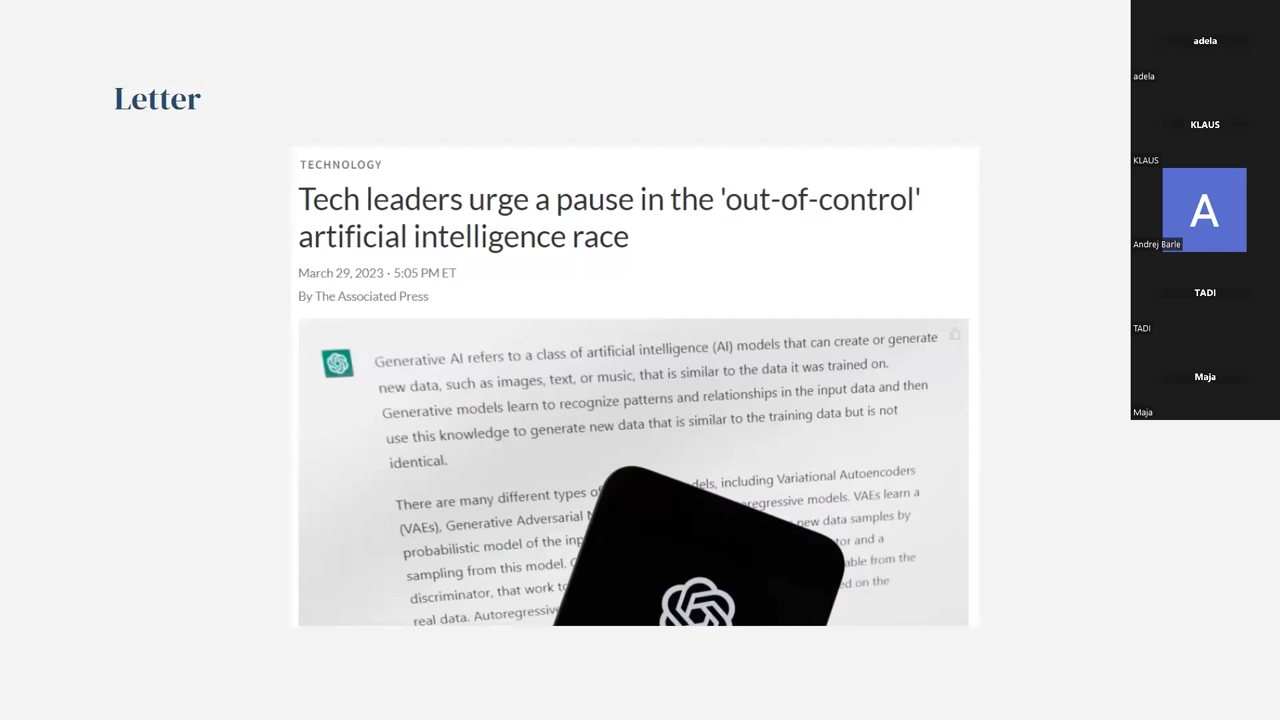 Letter
TECHNOLOGY
Tech leaders urge a pause in the 'out-of-control'
artificial intelligence race
March 29, 2023 · 5:05 PM ET
By The Associated Press
Generative AI refers to a class of artificial intelligence (AI) models that can create or generate
new data, such as images, text, or music, that is similar to the data it was trained on.
Generative models learn to recognize patterns and relationships in the input data and then
use this knowledge to generate new data that is similar to the training data but is not
identical.
There are many different types of dels, including Variational Autoencoders
(VAEs), Generative Adversarial N regressive models. VAEs learn a
probabilistic model of the inp new data samples by
sampling from this model. G tor and a
discriminator, that work to able from the
real data. Autoregressive ed on the
adela
adela
KLAUS
KLAUS
A
Andrej Barle
TADI
TADI
Maja
Maja